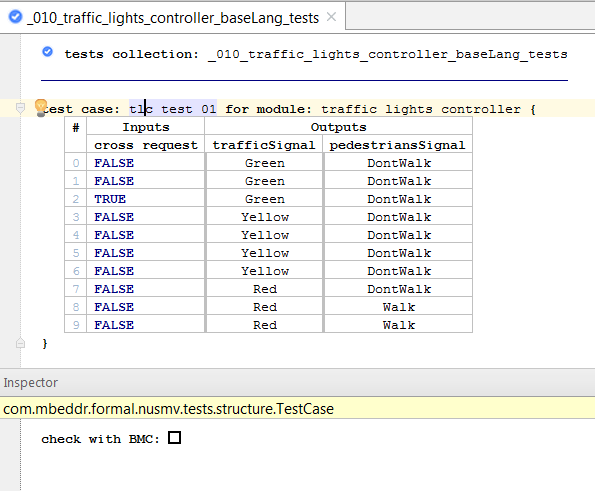 _010_traffic_lights_controller_baseLang_tests
tests collection: _010_traffic_lights_controller_baseLang_tests
test case: tlc test 01 for module: traffic lights controller {
# Inputs Outputs
cross request trafficSignal pedestriansSignal
0 FALSE Green DontWalk
1 FALSE Green DontWalk
2 TRUE Green DontWalk
3 FALSE Yellow DontWalk
4 FALSE Yellow DontWalk
5 FALSE Yellow DontWalk
6 FALSE Yellow DontWalk
7 FALSE Red DontWalk
8 FALSE Red Walk
9 FALSE Red Walk
}
Inspector
com.mbeddr.formal.nusmv.tests.structure.TestCase
check with BMC: